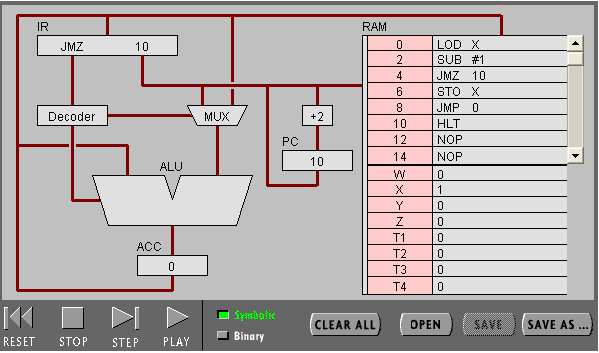 IR
JMZ 10
Decoder
MUX
+2
PC
10
ALU
ACC
0
RAM
0 LOD X
2 SUB #1
4 JMZ 10
6 STO X
8 JMP 0
10 HLT
12 NOP
14 NOP
W 0
X 1
Y 0
Z 0
T1 0
T2 0
T3 0
T4 0
RESET STOP STEP PLAY
Symbolic
Binary
CLEAR ALL OPEN SAVE SAVE AS ...